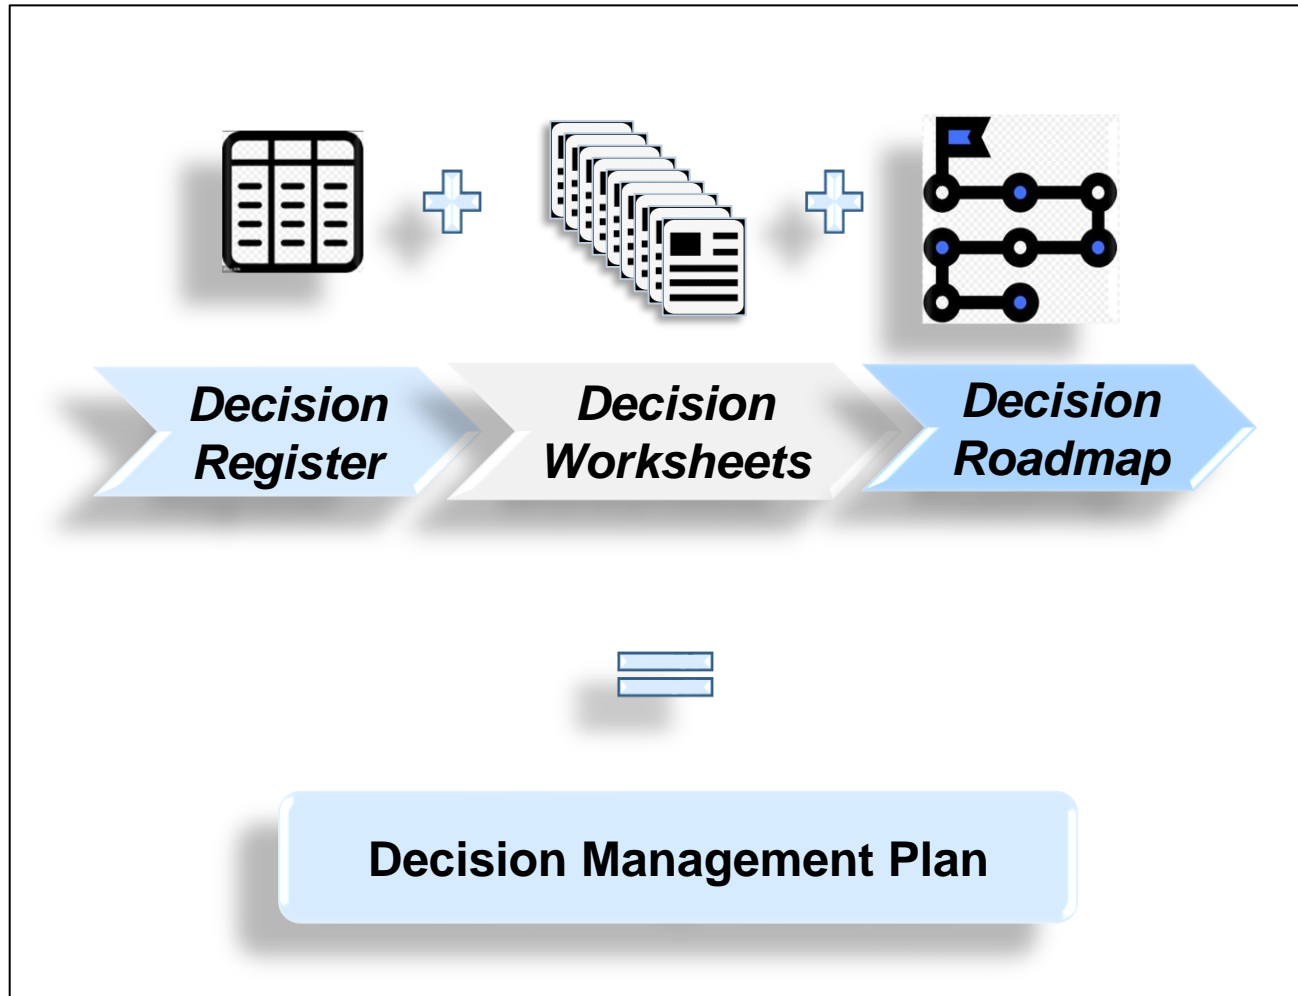 Decision
Register
Decision
Worksheets
Decision
Roadmap
Decision Management Plan